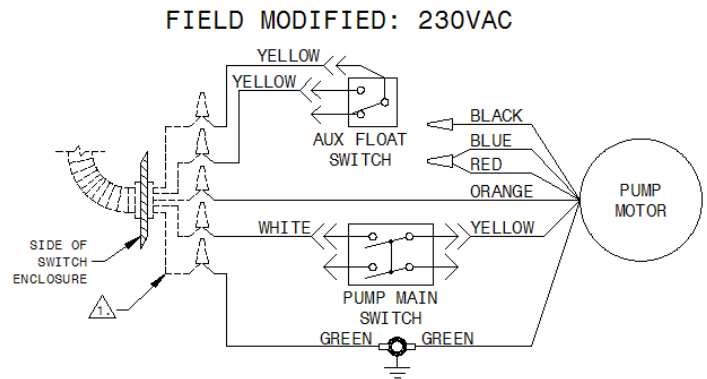 FIELD MODIFIED: 230VAC
YELLOW
YELLOW
AUX FLOAT
SWITCH
BLACK
BLUE
RED
ORANGE
PUMP
MOTOR
WHITE
YELLOW
SIDE OF
SWITCH
ENCLOSURE
1.
PUMP MAIN
SWITCH
GREEN
GREEN